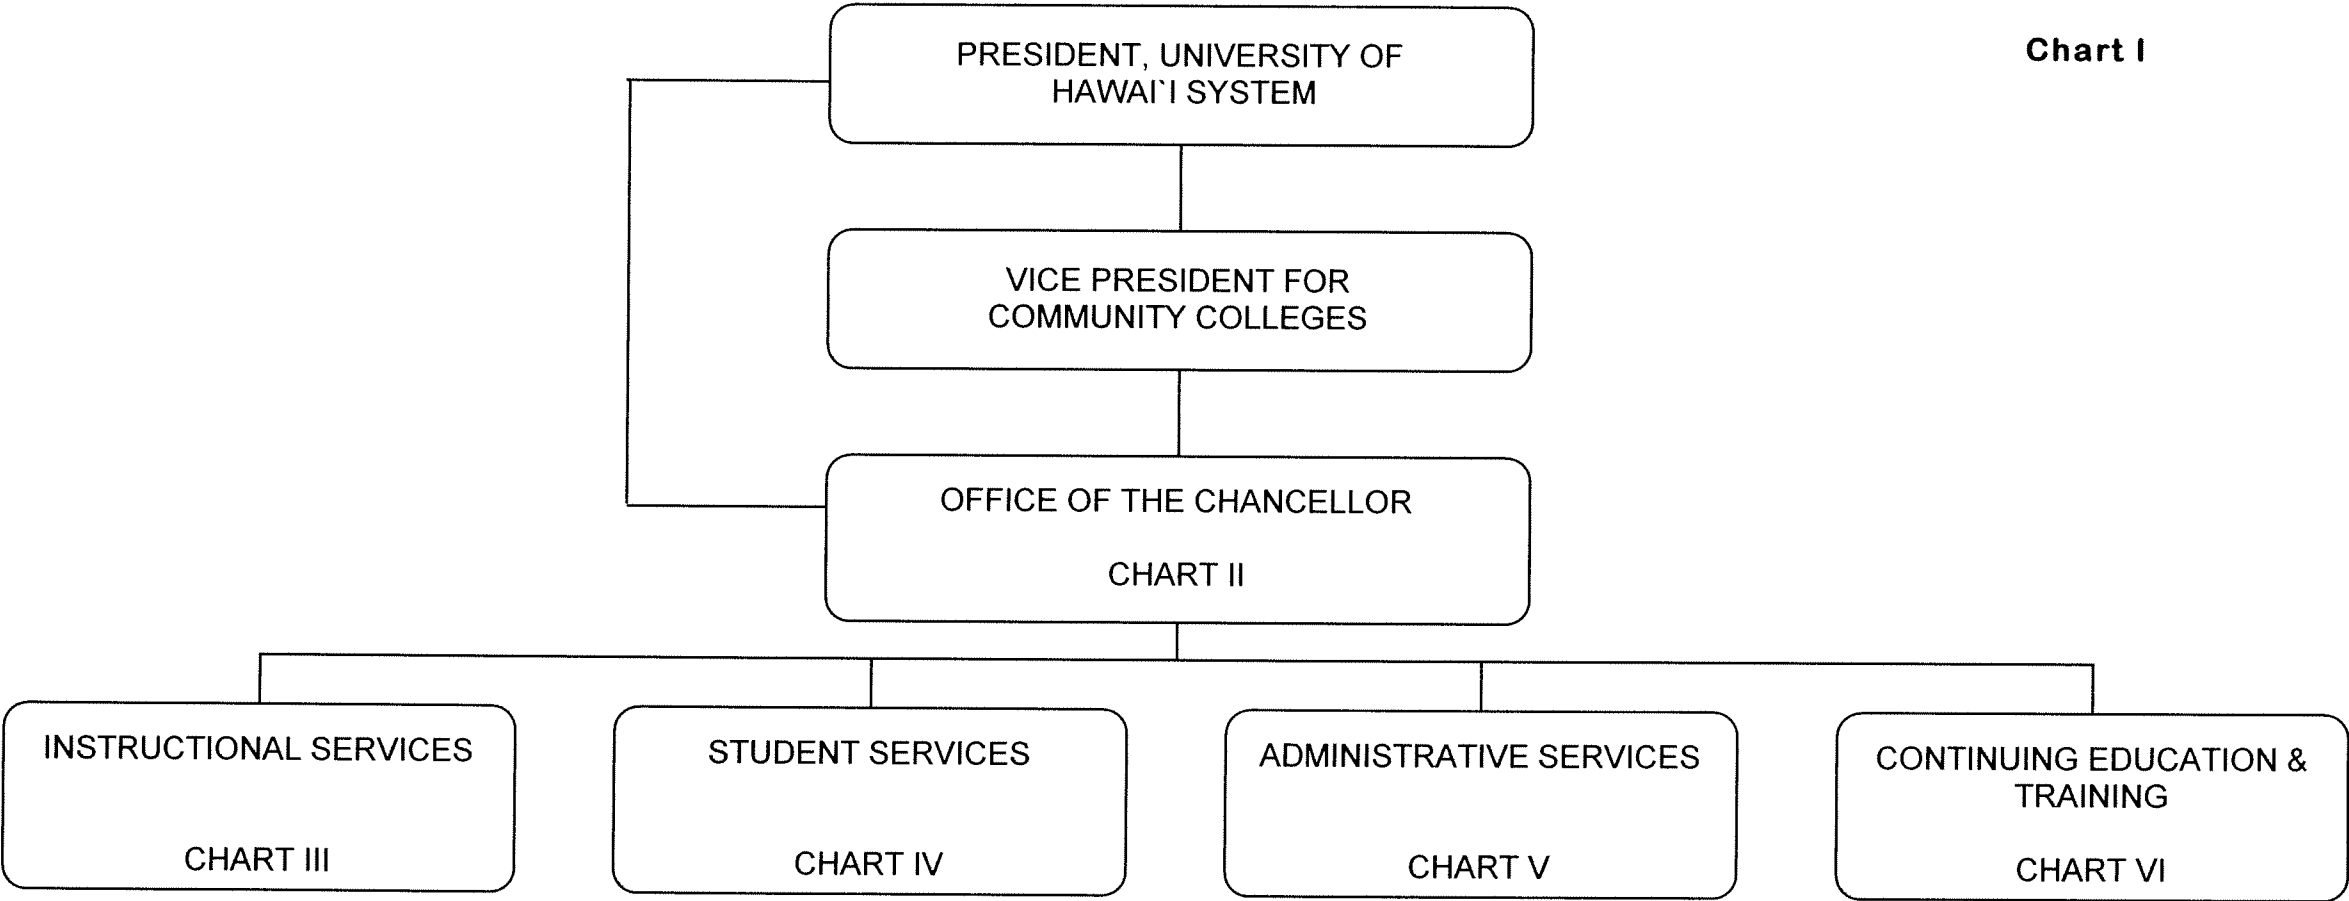 Chart I
PRESIDENT, UNIVERSITY OF
HAWAI`I SYSTEM
VICE PRESIDENT FOR
COMMUNITY COLLEGES
OFFICE OF THE CHANCELLOR
CHART II
INSTRUCTIONAL SERVICES
CHART III
STUDENT SERVICES
CHART IV
ADMINISTRATIVE SERVICES
CHART V
CONTINUING EDUCATION &
TRAINING
CHART VI